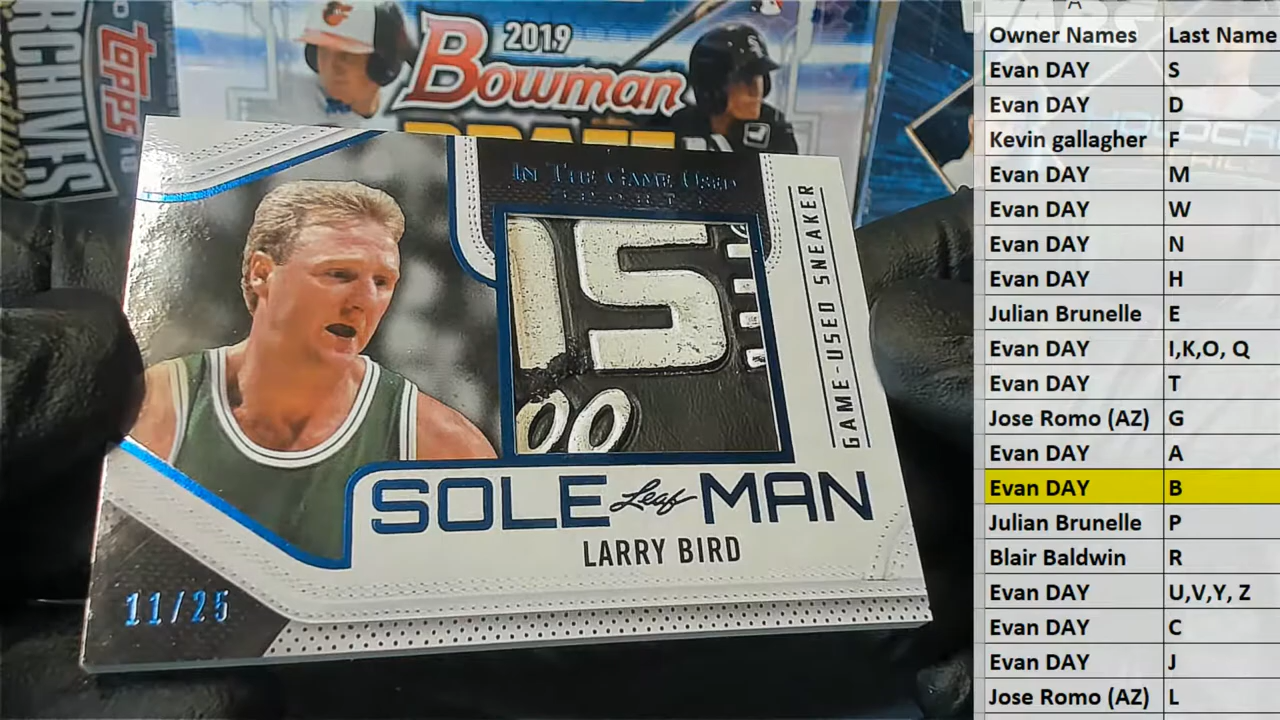 ARCHIVES
topps
2019
Bowman
DRAFT
IN THE GAME USED
SPORTS
15
00
GAME-USED SNEAKER
SOLE Leaf MAN
LARRY BIRD
11/25
A
Owner Names Last Name
Evan DAY S
Evan DAY D
Kevin gallagher F
Evan DAY M
Evan DAY W
Evan DAY N
Evan DAY H
Julian Brunelle E
Evan DAY I,K,O, Q
Evan DAY T
Jose Romo (AZ) G
Evan DAY A
Evan DAY B
Julian Brunelle P
Blair Baldwin R
Evan DAY U,V,Y, Z
Evan DAY C
Evan DAY J
Jose Romo (AZ) L